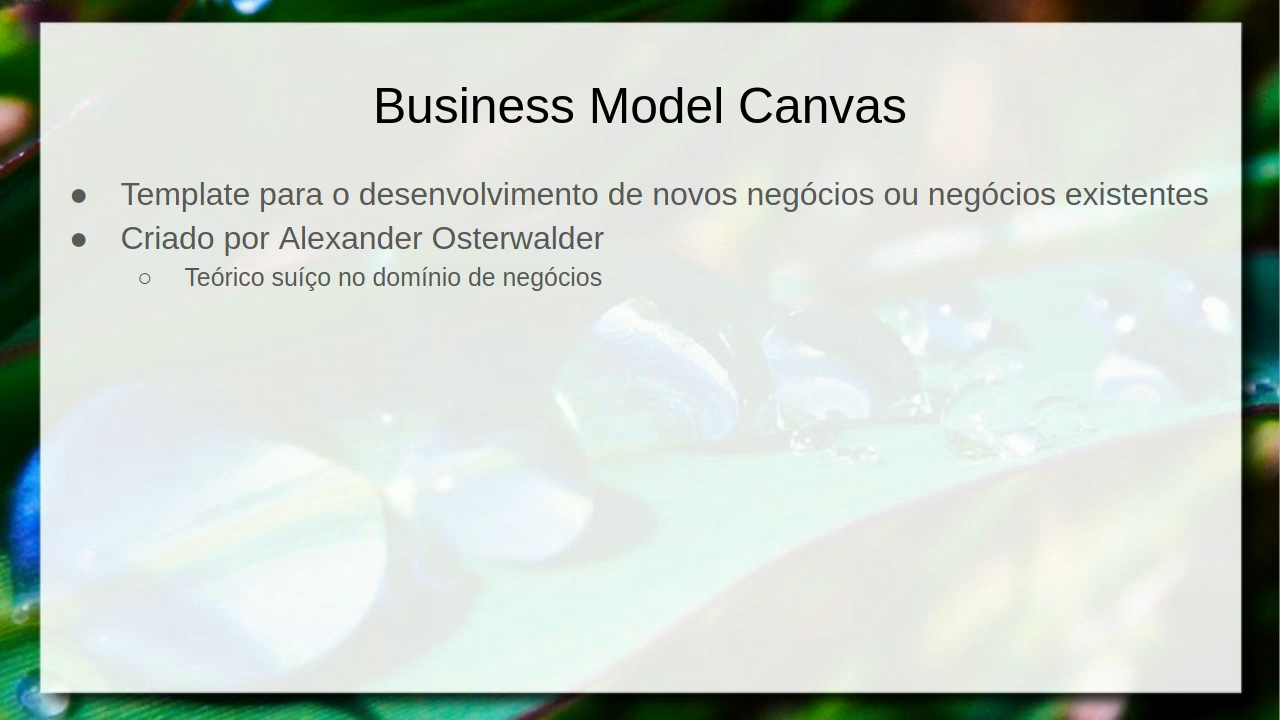 Business Model Canvas
● Template para o desenvolvimento de novos negócios ou negócios existentes
● Criado por Alexander Osterwalder
○ Teórico suíço no domínio de negócios